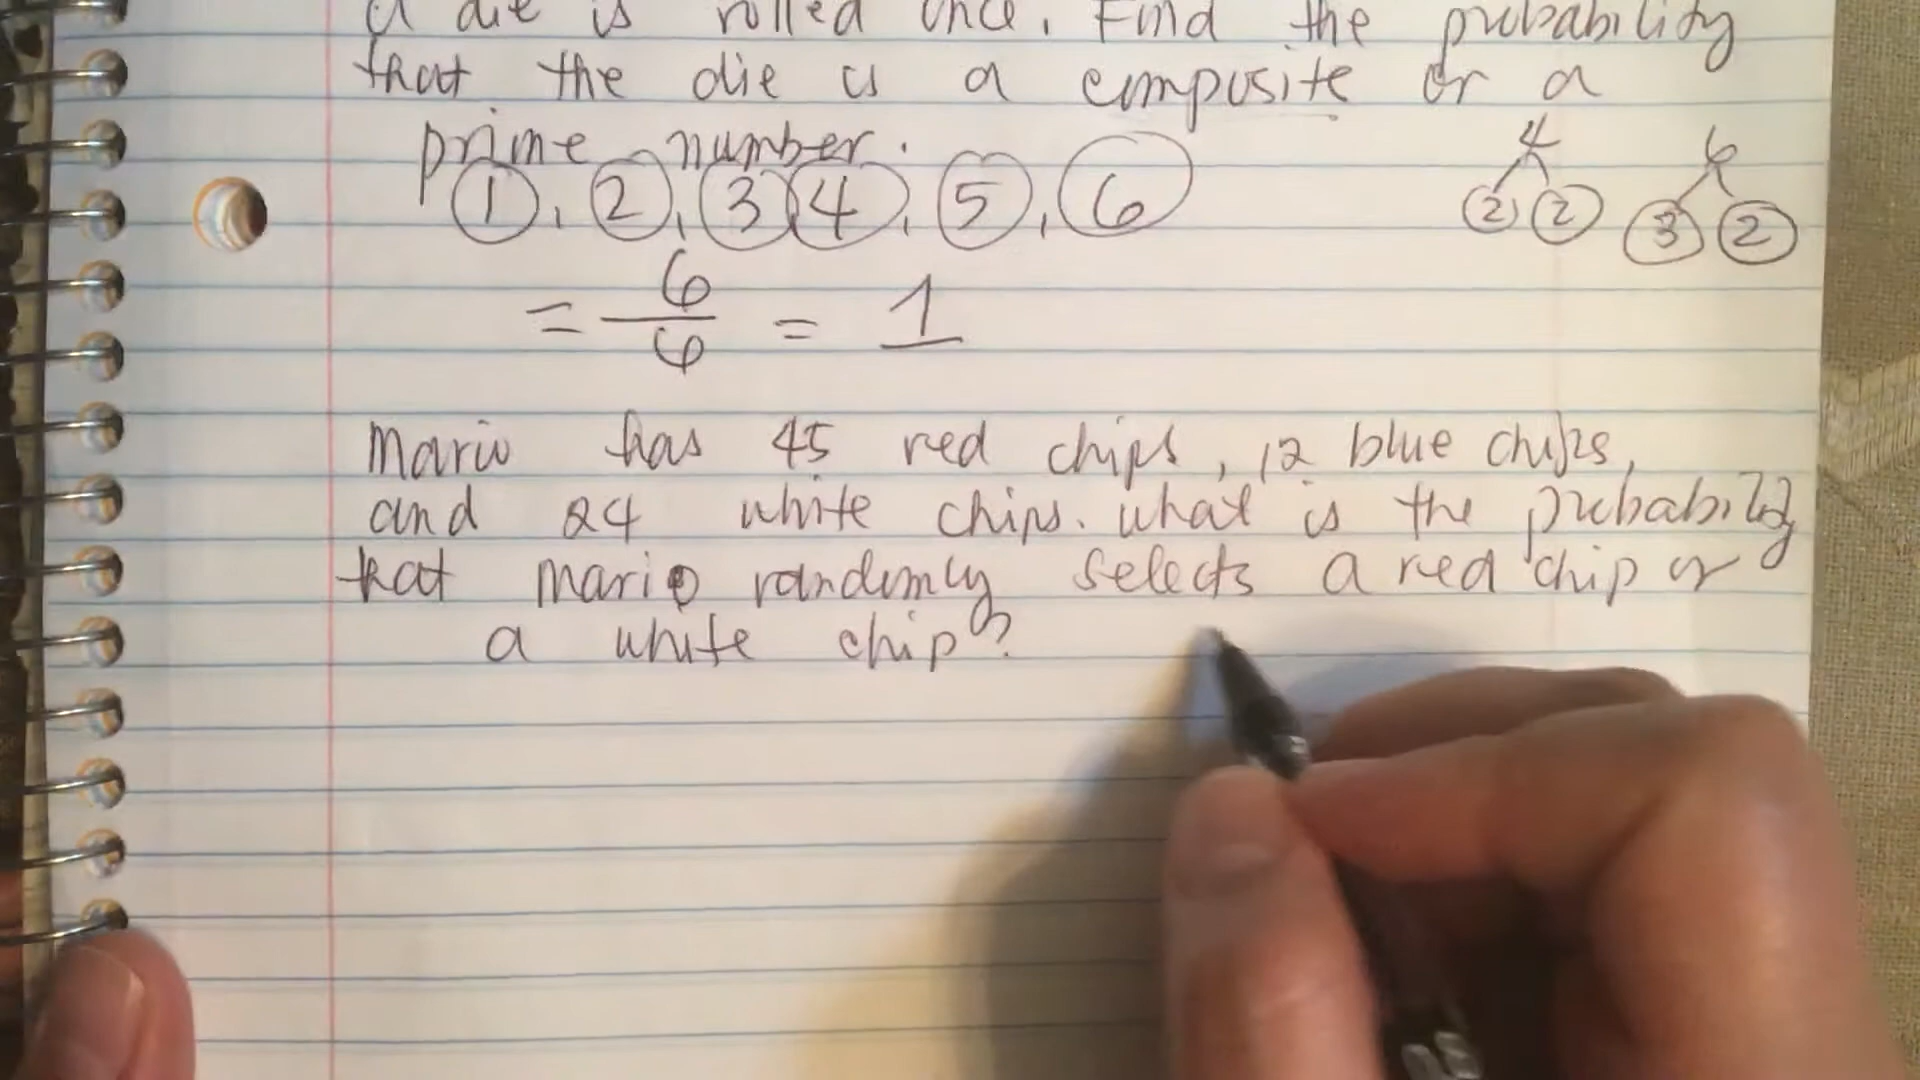 a die is rolled once. Find the probability
that the die is a composite or a
prime number.
1, 2, 3, 4, 5, 6
4
2 2
6
3 2
= 6/6 = 1
Mario has 45 red chips, 12 blue chips,
and 24 white chips. what is the probability
that mario randomly selects a red chip or
a white chip?